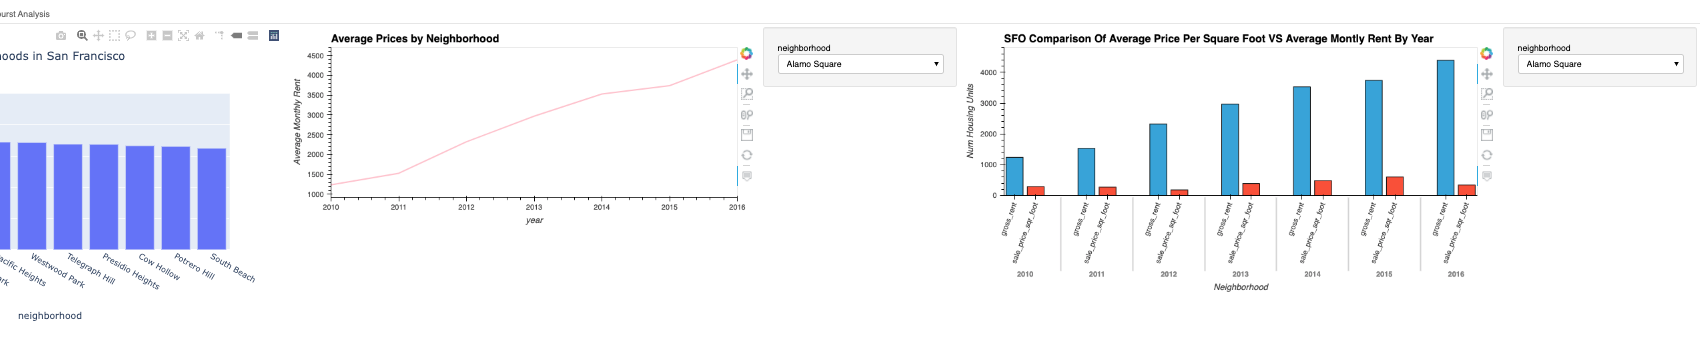 urst Analysis
noods in San Francisco
acific Heights
Westwood Park
Telegraph Hill
Presidio Heights
Cow Hollow
Potrero Hill
South Beach
ark
neighborhood
Average Prices by Neighborhood
Average Monthly Rent
4500
4000
3500
3000
2500
2000
1500
1000
2010
2011
2012
2013
2014
2015
2016
year
neighborhood
Alamo Square
SFO Comparison Of Average Price Per Square Foot VS Average Montly Rent By Year
Num Housing Units
4000
3000
2000
1000
0
gross_rent
sale_price_sqr_foot
gross_rent
sale_price_sqr_foot
gross_rent
sale_price_sqr_foot
gross_rent
sale_price_sqr_foot
gross_rent
sale_price_sqr_foot
gross_rent
sale_price_sqr_foot
gross_rent
sale_price_sqr_foot
2010
2011
2012
2013
2014
2015
2016
Neighborhood
neighborhood
Alamo Square